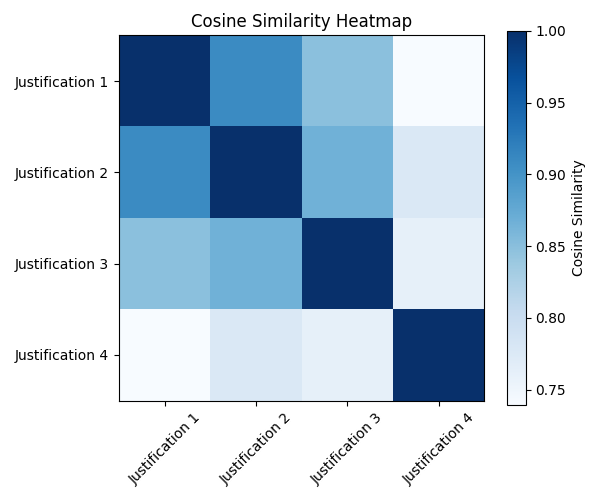 Cosine Similarity Heatmap
Justification 1
Justification 2
Justification 3
Justification 4
Justification 1
Justification 2
Justification 3
Justification 4
1.00
0.95
0.90
0.85
0.80
0.75
Cosine Similarity